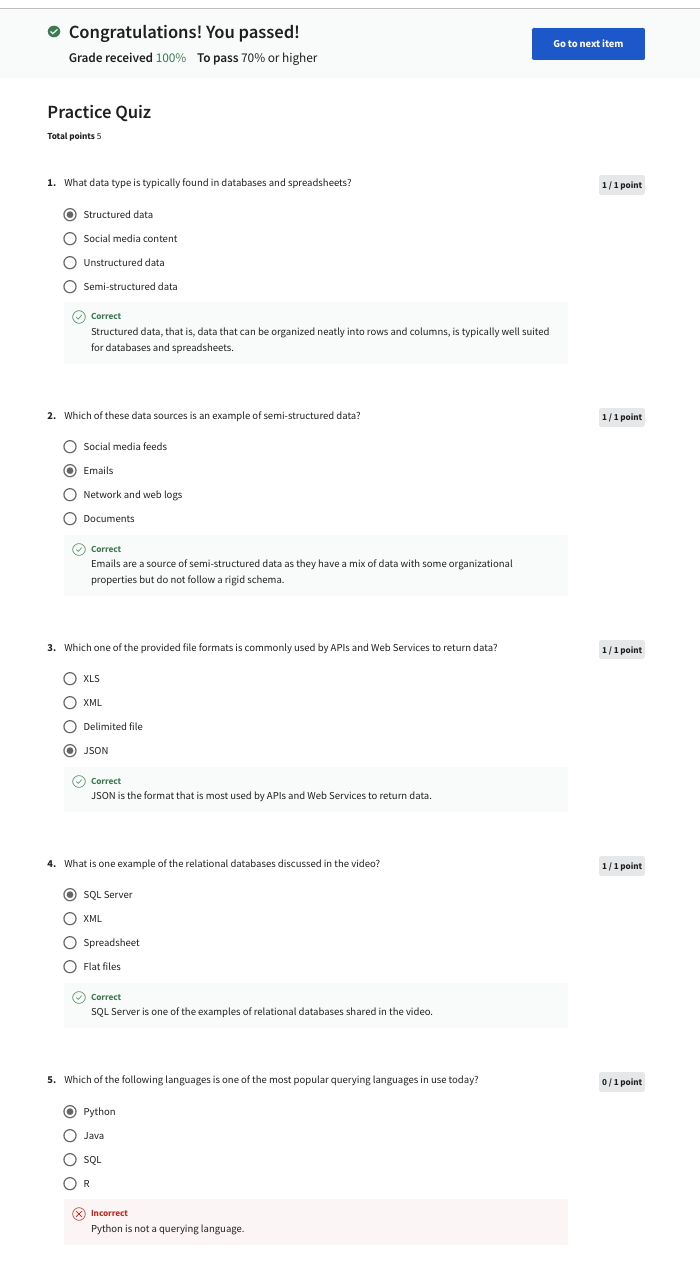 Congratulations! You passed!
Grade received 100% To pass 70% or higher
Go to next item
Practice Quiz
Total points 5
1. What data type is typically found in databases and spreadsheets?
1 / 1 point
Structured data
Social media content
Unstructured data
Semi-structured data
Correct
Structured data, that is, data that can be organized neatly into rows and columns, is typically well suited
for databases and spreadsheets.
2. Which of these data sources is an example of semi-structured data?
1 / 1 point
Social media feeds
Emails
Network and web logs
Documents
Correct
Emails are a source of semi-structured data as they have a mix of data with some organizational
properties but do not follow a rigid schema.
3. Which one of the provided file formats is commonly used by APIs and Web Services to return data?
1 / 1 point
XLS
XML
Delimited file
JSON
Correct
JSON is the format that is most used by APIs and Web Services to return data.
4. What is one example of the relational databases discussed in the video?
1 / 1 point
SQL Server
XML
Spreadsheet
Flat files
Correct
SQL Server is one of the examples of relational databases shared in the video.
5. Which of the following languages is one of the most popular querying languages in use today?
0 / 1 point
Python
Java
SQL
R
Incorrect
Python is not a querying language.